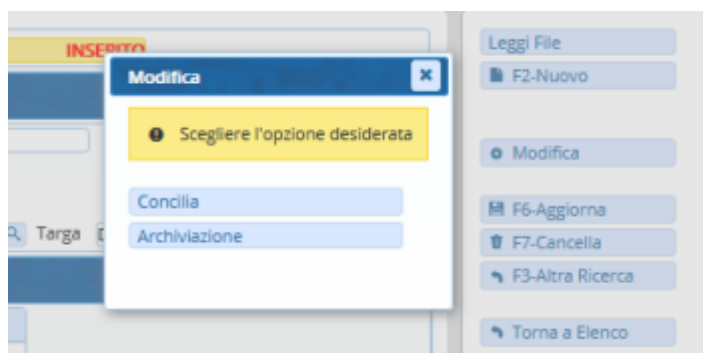 INSERITO
Modifica
Scegliere l'opzione desiderata
Concilia
Archiviazione
Targa
Leggi File
F2-Nuovo
Modifica
F6-Aggiorna
F7-Cancella
F3-Altra Ricerca
Torna a Elenco